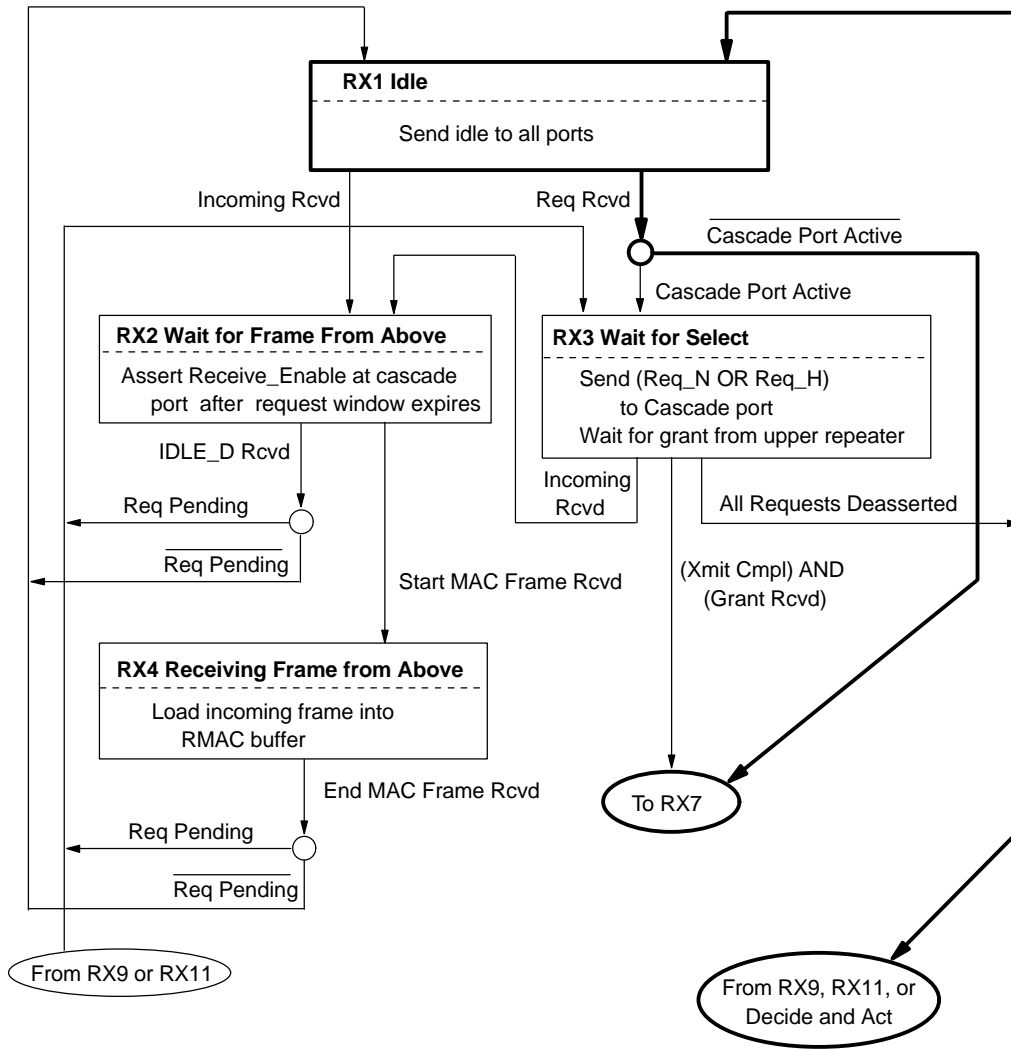 RX1 Idle
Send idle to all ports
Incoming Rcvd
Req Rcvd
Cascade Port Active
Cascade Port Active
RX2 Wait for Frame From Above
Assert Receive_Enable at cascade
port after request window expires
RX3 Wait for Select
Send (Req_N OR Req_H)
to Cascade port
Wait for grant from upper repeater
IDLE_D Rcvd
Incoming
Rcvd
All Requests Deasserted
Req Pending
Req Pending
Start MAC Frame Rcvd
(Xmit Cmpl) AND
(Grant Rcvd)
RX4 Receiving Frame from Above
Load incoming frame into
RMAC buffer
End MAC Frame Rcvd
To RX7
Req Pending
Req Pending
From RX9 or RX11
From RX9, RX11, or
Decide and Act